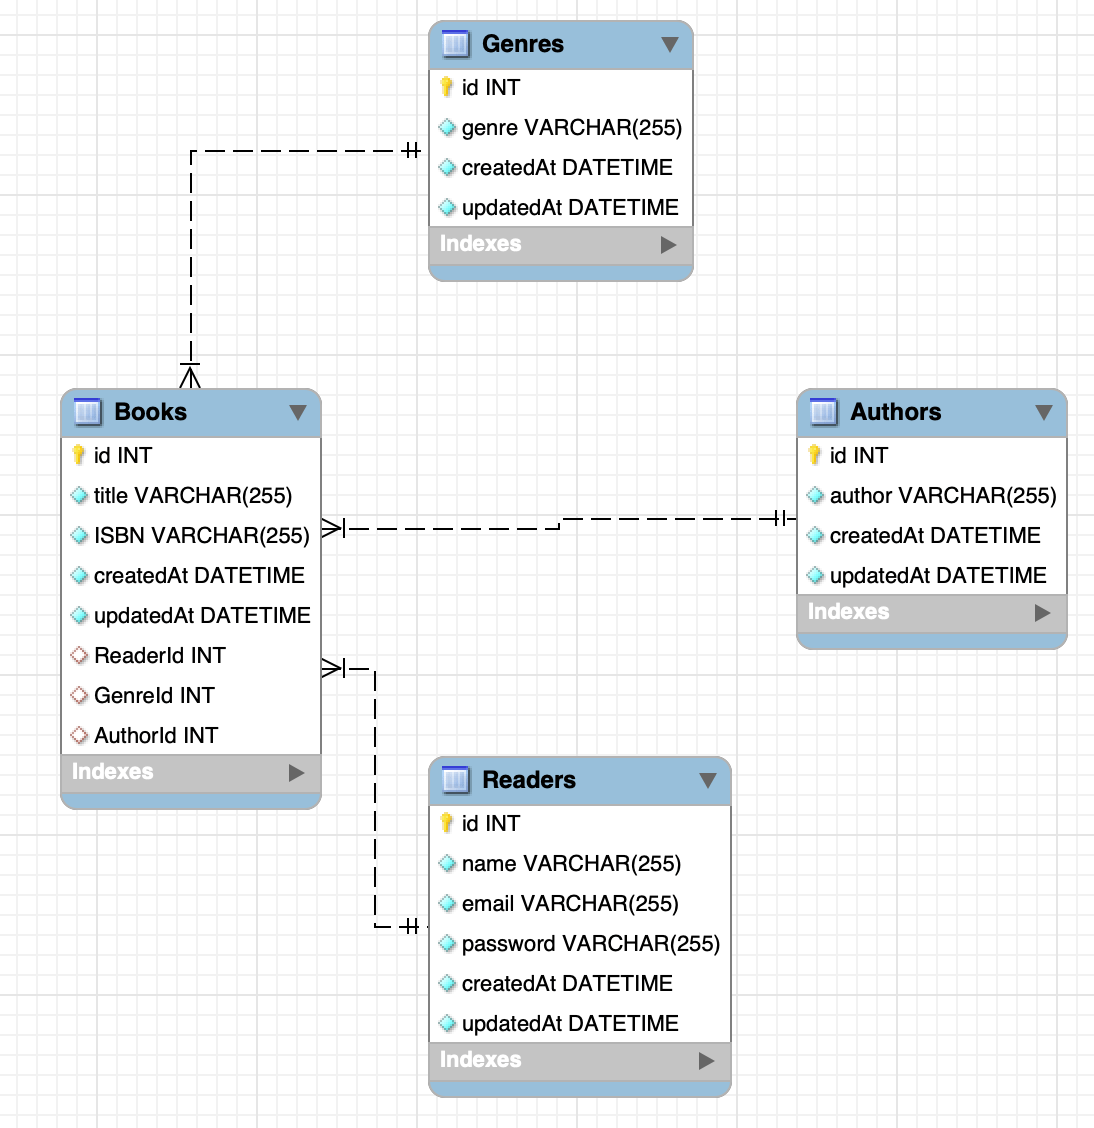 Genres
id INT
genre VARCHAR(255)
createdAt DATETIME
updatedAt DATETIME
Indexes
Books
id INT
title VARCHAR(255)
ISBN VARCHAR(255)
createdAt DATETIME
updatedAt DATETIME
ReaderId INT
GenreId INT
AuthorId INT
Indexes
Authors
id INT
author VARCHAR(255)
createdAt DATETIME
updatedAt DATETIME
Indexes
Readers
id INT
name VARCHAR(255)
email VARCHAR(255)
password VARCHAR(255)
createdAt DATETIME
updatedAt DATETIME
Indexes